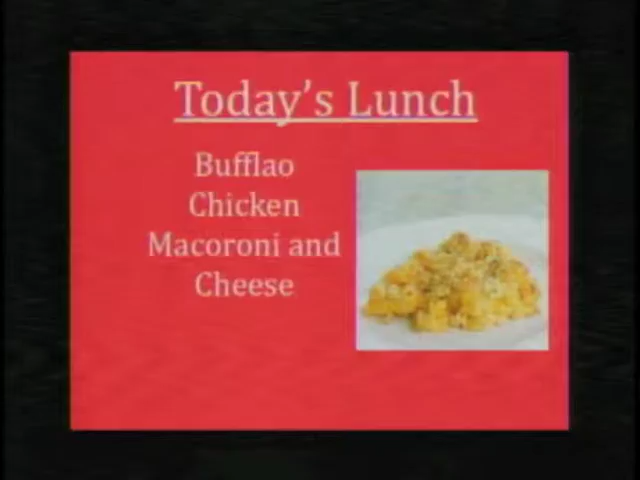 Today's Lunch
Bufflao
Chicken
Macoroni and
Cheese